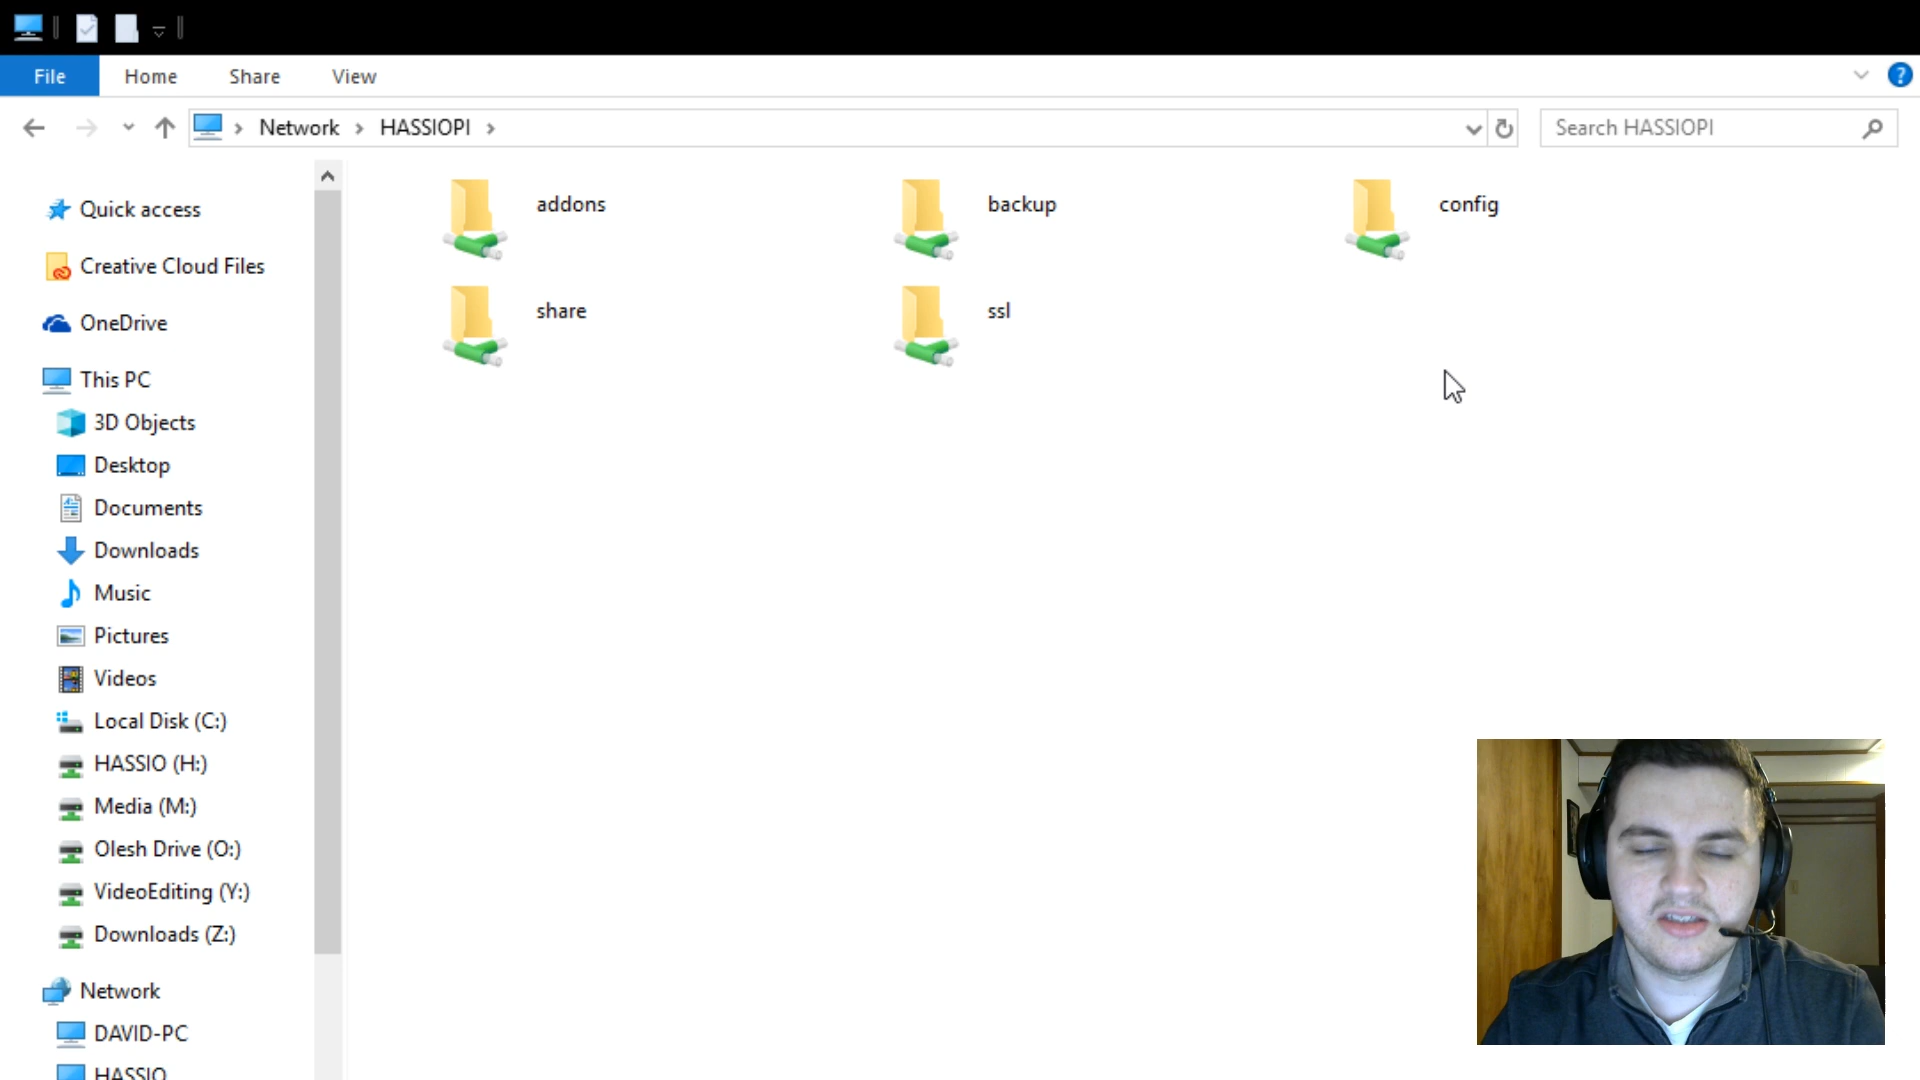 File Home Share View
?
Network HASSIOPI
Search HASSIOPI
Quick access
Creative Cloud Files
OneDrive
This PC
3D Objects
Desktop
Documents
Downloads
Music
Pictures
Videos
Local Disk (C:)
HASSIO (H:)
Media (M:)
Olesh Drive (O:)
VideoEditing (Y:)
Downloads (Z:)
Network
DAVID-PC
HASSIO
addons backup config
share ssl